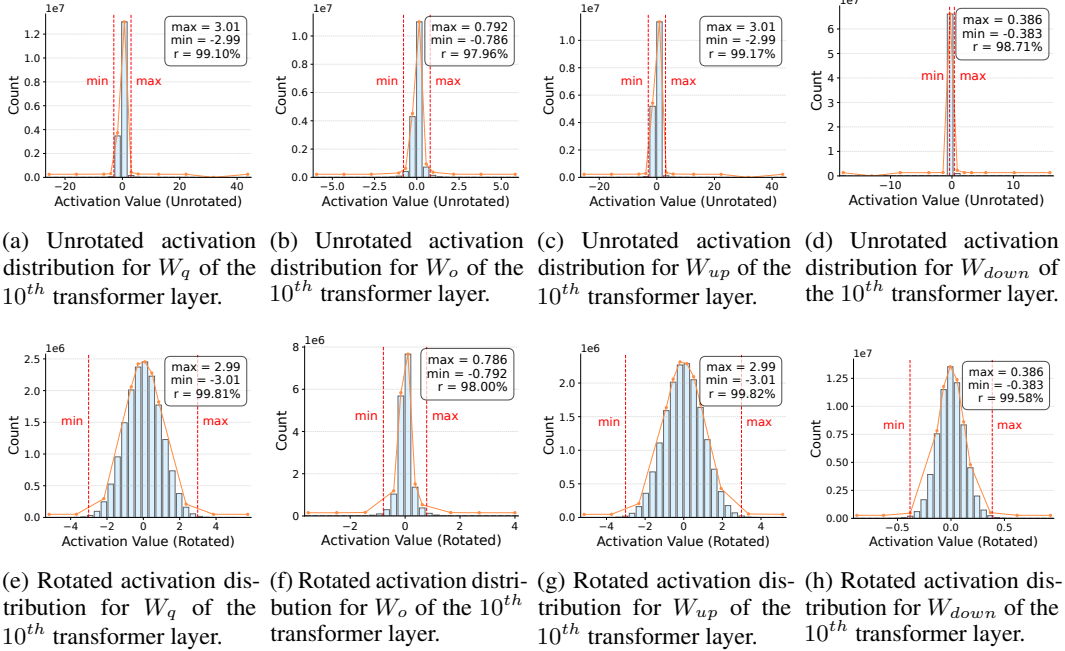 1e7
max = 3.01
min = -2.99
r = 99.10%
min
max
Count
1.2
1.0
0.8
0.6
0.4
0.2
0.0
−20
0
20
40
Activation Value (Unrotated)
1e7
max = 0.792
min = -0.786
r = 97.96%
min
max
Count
1.0
0.8
0.6
0.4
0.2
0.0
−5.0
−2.5
0.0
2.5
5.0
Activation Value (Unrotated)
1e7
max = 3.01
min = -2.99
r = 99.17%
min
max
Count
1.2
1.0
0.8
0.6
0.4
0.2
0.0
−20
0
20
40
Activation Value (Unrotated)
1e7
max = 0.386
min = -0.383
r = 98.71%
min
max
Count
6
5
4
3
2
1
0
−10
0
10
Activation Value (Unrotated)
(a) Unrotated activation
distribution for W_q of the
10^th transformer layer.
(b) Unrotated activation
distribution for W_o of the
10^th transformer layer.
(c) Unrotated activation
distribution for W_up of the
10^th transformer layer.
(d) Unrotated activation
distribution for W_down of
the 10^th transformer layer.
1e6
max = 2.99
min = -3.01
r = 99.81%
min
max
Count
2.5
2.0
1.5
1.0
0.5
0.0
−4
−2
0
2
4
Activation Value (Rotated)
1e6
max = 0.786
min = -0.792
r = 98.00%
min
max
Count
8
6
4
2
0
−2
0
2
4
Activation Value (Rotated)
1e6
max = 2.99
min = -3.01
r = 99.82%
min
max
Count
2.0
1.5
1.0
0.5
0.0
−4
−2
0
2
4
Activation Value (Rotated)
1e7
max = 0.386
min = -0.383
r = 99.58%
min
max
Count
1.50
1.25
1.00
0.75
0.50
0.25
0.00
−0.5
0.0
0.5
Activation Value (Rotated)
(e) Rotated activation dis-
tribution for W_q of the
10^th transformer layer.
(f) Rotated activation distri-
bution for W_o of the 10^th
transformer layer.
(g) Rotated activation dis-
tribution for W_up of the
10^th transformer layer.
(h) Rotated activation dis-
tribution for W_down of the
10^th transformer layer.